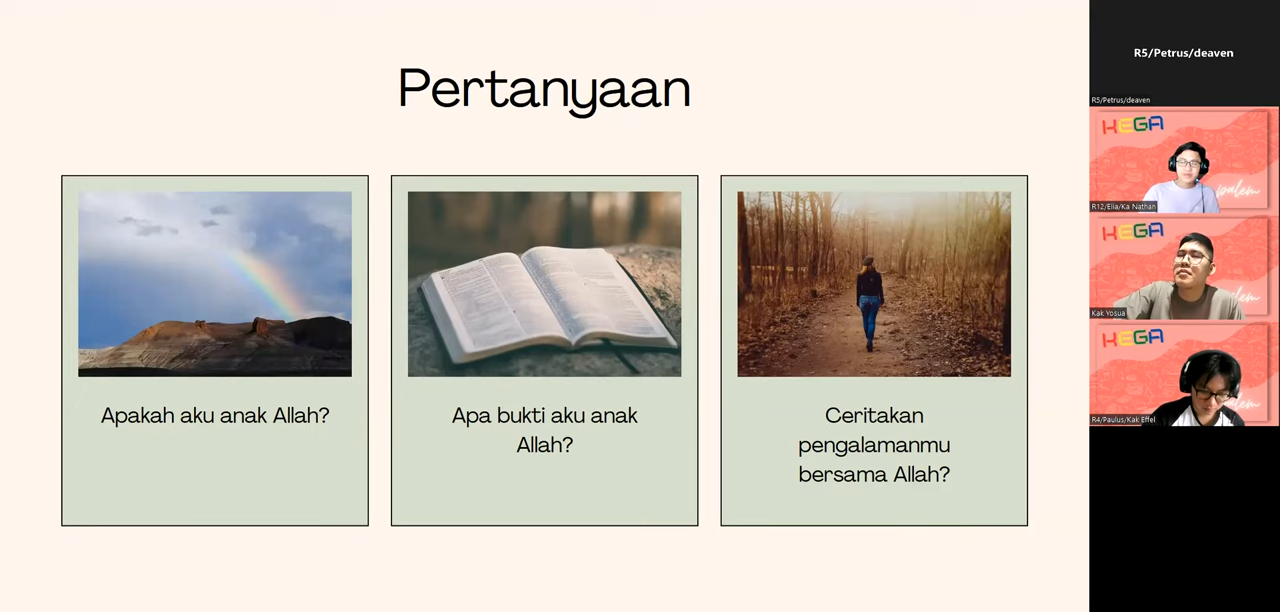 Pertanyaan
Apakah aku anak Allah?
Apa bukti aku anak
Allah?
Ceritakan
pengalamanmu
bersama Allah?
R5/Petrus/deaven
R5/Petrus/deaven
KEGA
palem
R12/Elia/Ka Nathan
KEGA
Kak Yosua
KEGA
R4/Paulus/Kak Effel